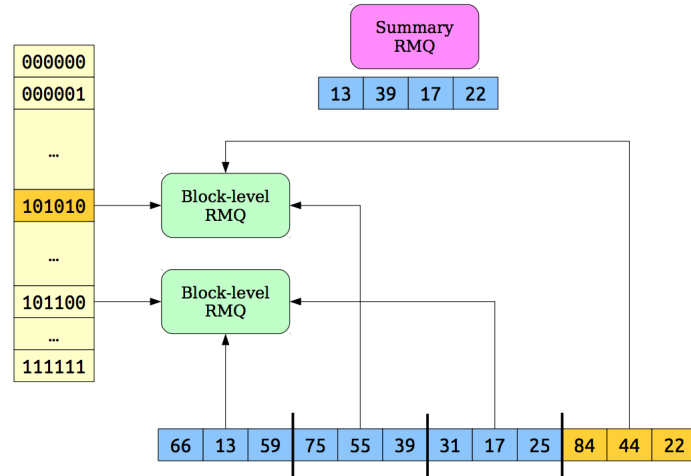 Summary
RMQ
13 39 17 22
000000
000001
...
101010
...
101100
...
111111
Block-level
RMQ
Block-level
RMQ
66 13 59 75 55 39 31 17 25 84 44 22